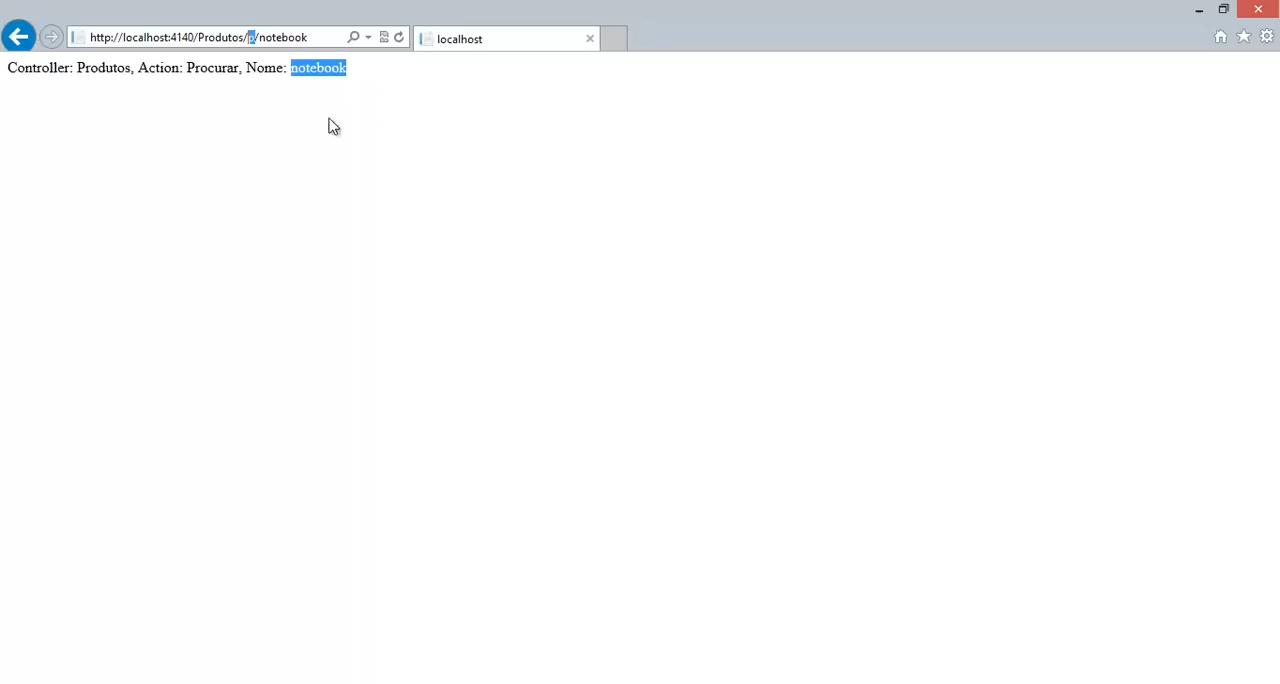 http://localhost:4140/Produtos/p/notebook
localhost
Controller: Produtos, Action: Procurar, Nome: notebook